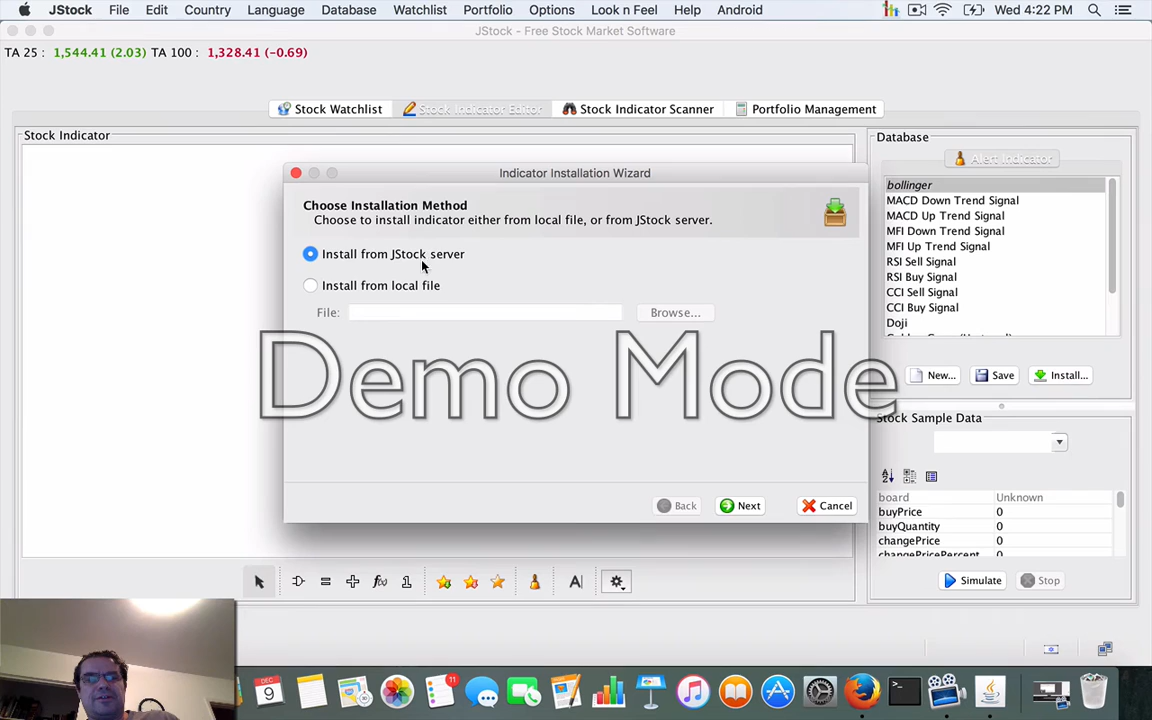 JStock File Edit Country Language Database Watchlist Portfolio Options Look n Feel Help Android Wed 4:22 PM
JStock - Free Stock Market Software
TA 25 : 1,544.41 (2.03) TA 100 : 1,328.41 (-0.69)
Stock Watchlist Stock Indicator Editor Stock Indicator Scanner Portfolio Management
Stock Indicator
Database
Alert Indicator
bollinger
MACD Down Trend Signal
MACD Up Trend Signal
MFI Down Trend Signal
MFI Up Trend Signal
RSI Sell Signal
RSI Buy Signal
CCI Sell Signal
CCI Buy Signal
Doji
New... Save Install...
Indicator Installation Wizard
Choose Installation Method
Choose to install indicator either from local file, or from JStock server.
Install from JStock server
Install from local file
File: Browse...
Demo Mode
Back Next Cancel
Stock Sample Data
board Unknown
buyPrice 0
buyQuantity 0
changePrice 0
changePricePercent 0
Simulate Stop
DEC
9
11